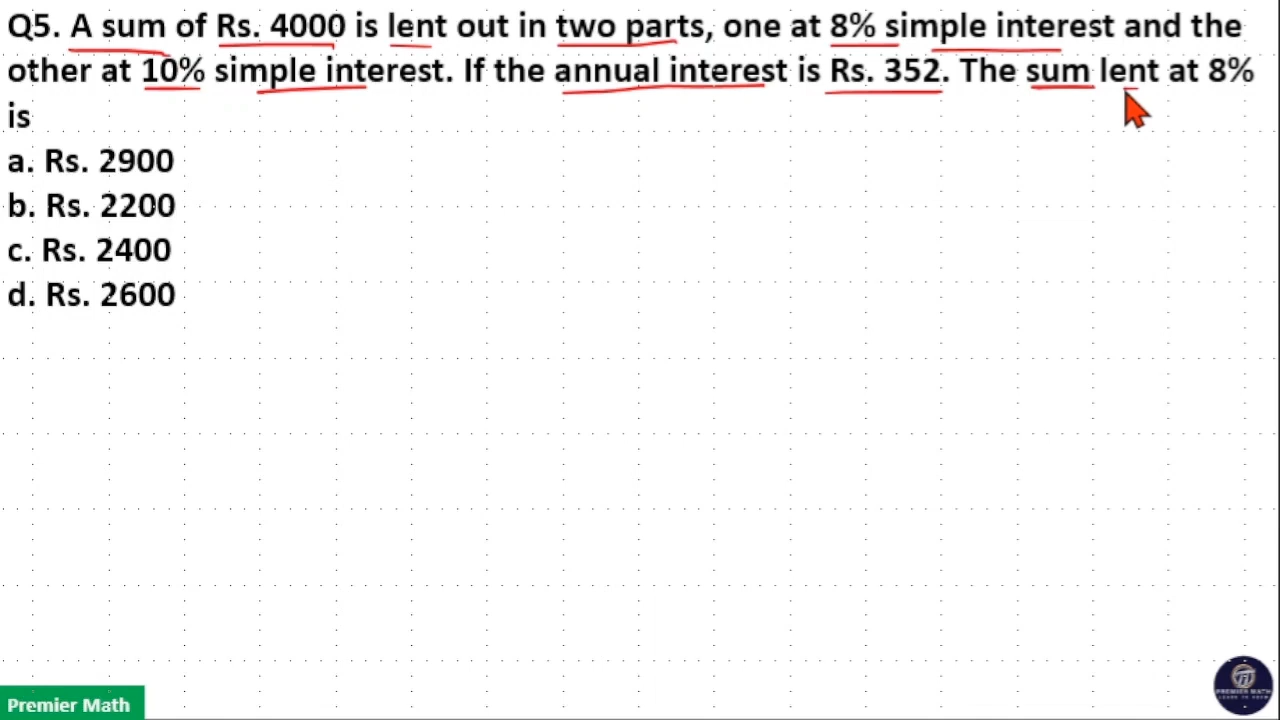 Q5. A sum of Rs. 4000 is lent out in two parts, one at 8% simple interest and the
other at 10% simple interest. If the annual interest is Rs. 352. The sum lent at 8%
is
a. Rs. 2900
b. Rs. 2200
c. Rs. 2400
d. Rs. 2600
Premier Math
PREMIER MATH